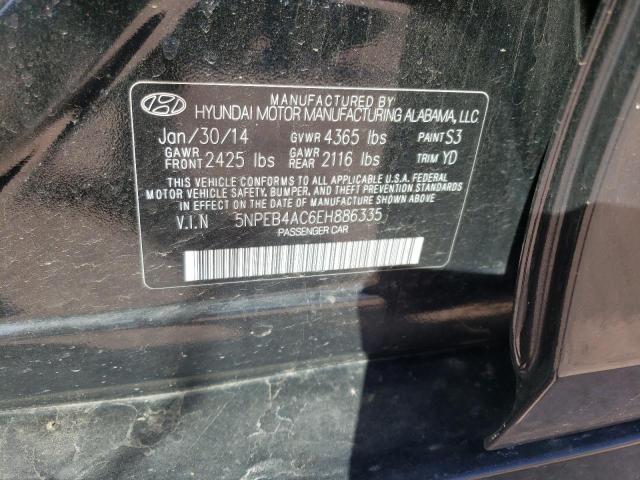 MANUFACTURED BY
HYUNDAI MOTOR MANUFACTURING ALABAMA, LLC
Jan/30/14 GVWR 4365 lbs PAINT S3
GAWR FRONT 2425 lbs GAWR REAR 2116 lbs TRIM YD
THIS VEHICLE CONFORMS TO ALL APPLICABLE U.S.A. FEDERAL
MOTOR VEHICLE SAFETY, BUMPER, AND THEFT PREVENTION STANDARDS
IN EFFECT ON THE DATE OF MANUFACTURE SHOWN ABOVE.
V.I.N 5NPEB4AC6EH886335
PASSENGER CAR